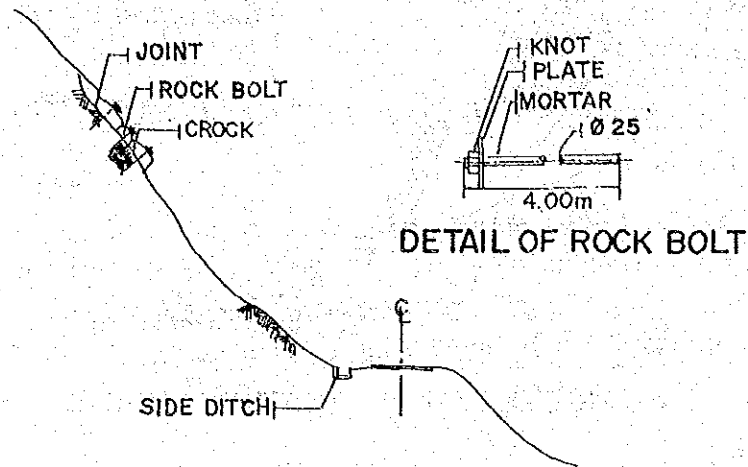 JOINT
ROCK BOLT
CROCK
KNOT
PLATE
MORTAR
Ø 25
4.00m
DETAIL OF ROCK BOLT
℄
SIDE DITCH